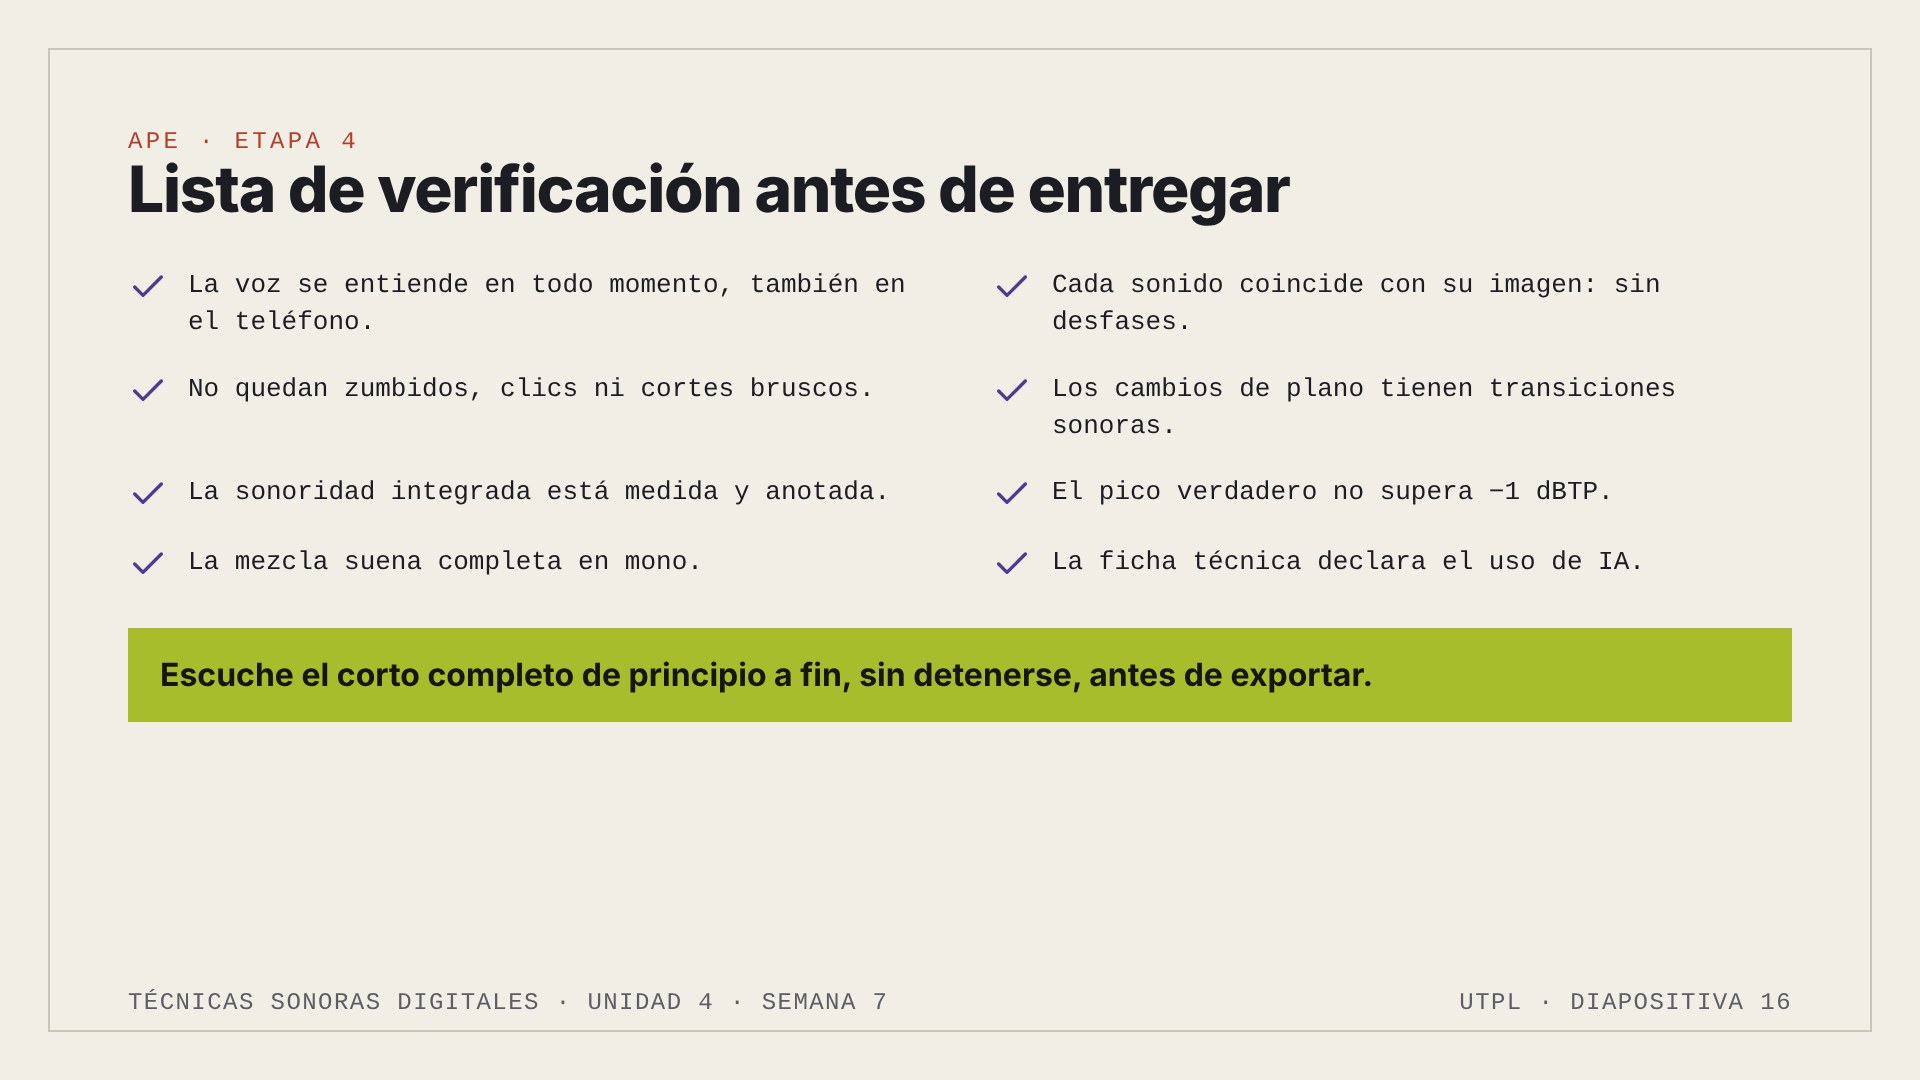 APE · ETAPA 4
Lista de verificación antes de entregar
La voz se entiende en todo momento, también en
el teléfono.
Cada sonido coincide con su imagen: sin
desfases.
No quedan zumbidos, clics ni cortes bruscos.
Los cambios de plano tienen transiciones
sonoras.
La sonoridad integrada está medida y anotada.
El pico verdadero no supera −1 dBTP.
La mezcla suena completa en mono.
La ficha técnica declara el uso de IA.
Escuche el corto completo de principio a fin, sin detenerse, antes de exportar.
TÉCNICAS SONORAS DIGITALES · UNIDAD 4 · SEMANA 7
UTPL · DIAPOSITIVA 16